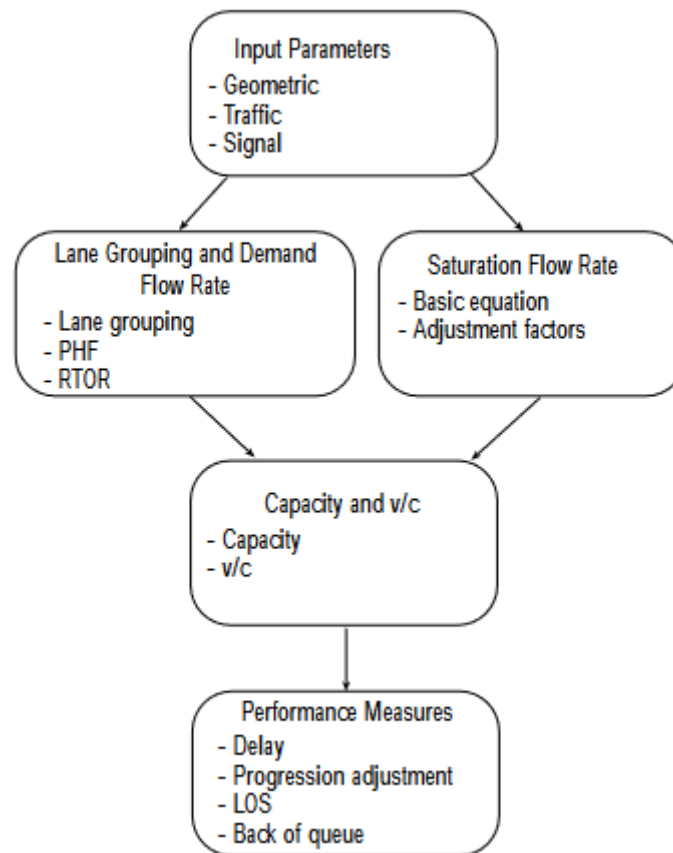 Input Parameters
- Geometric
- Traffic
- Signal
Lane Grouping and Demand
Flow Rate
- Lane grouping
- PHF
- RTOR
Saturation Flow Rate
- Basic equation
- Adjustment factors
Capacity and v/c
- Capacity
- v/c
Performance Measures
- Delay
- Progression adjustment
- LOS
- Back of queue